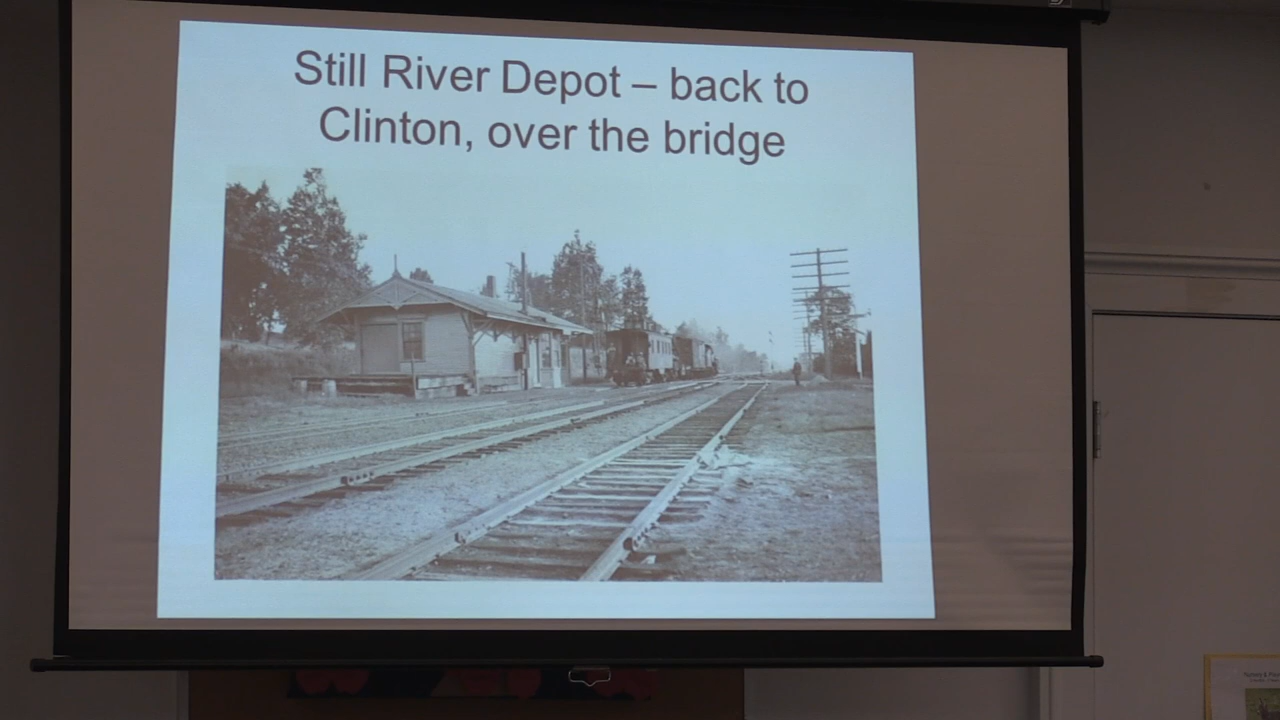 Still River Depot – back to
Clinton, over the bridge